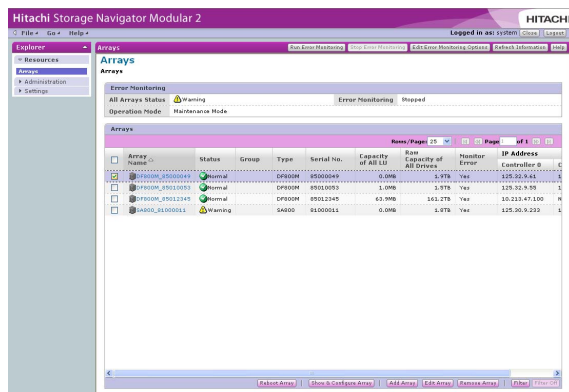 Hitachi Storage Navigator Modular 2
HITACHI
File Go Help
Logged in as: system Close Logout
Explorer
Resources
Arrays
Administration
Settings
Arrays
Run Error Monitoring Stop Error Monitoring Edit Error Monitoring Options Refresh Information Help
Arrays
Arrays
Error Monitoring
All Arrays Status Warning Error Monitoring Stopped
Operation Mode Maintenance Mode
Arrays
Rows/Page: 25 Page of 1
Array Name Status Group Type Serial No. Capacity of All LU Raw Capacity of All Drives Monitor Error IP Address
Controller 0 C
DF800M_85000049 Normal DF800M 85000049 0.0MB 1.9TB Yes 125.32.9.61 1
DF800M_85010053 Normal DF800M 85010053 1.0MB 1.5TB Yes 125.32.9.55 1
DF800M_85012345 Normal DF800M 85012345 63.9MB 161.2TB Yes 10.213.47.100 N
SA800_81000011 Warning SA800 81000011 0.0MB 1.8TB Yes 125.30.9.233 1
Reboot Array Show & Configure Array Add Array Edit Array Remove Array Filter Filter Off